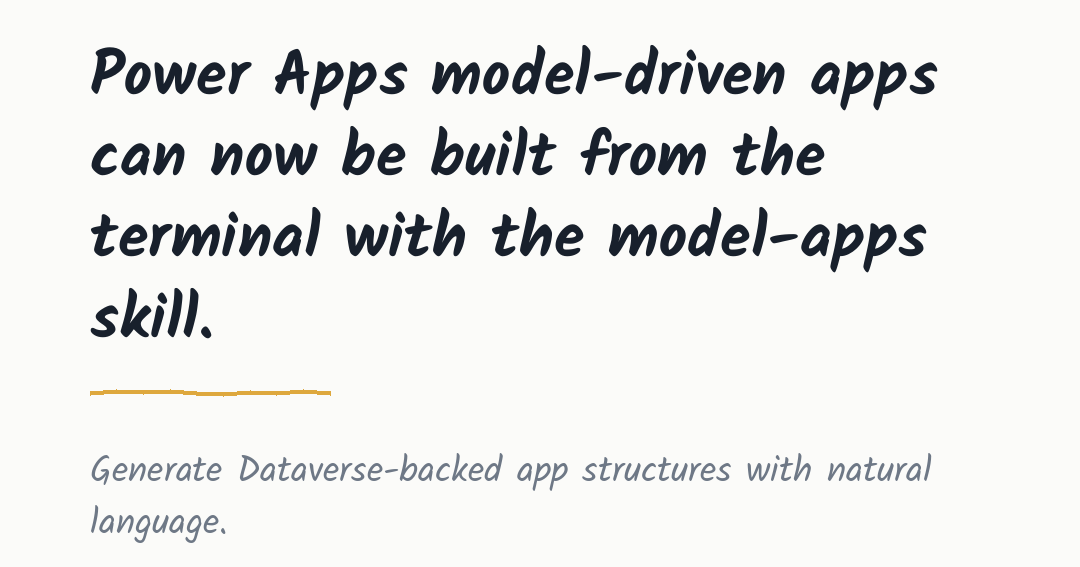 Power Apps model-driven apps
can now be built from the
terminal with the model-apps
skill.
Generate Dataverse-backed app structures with natural
language.